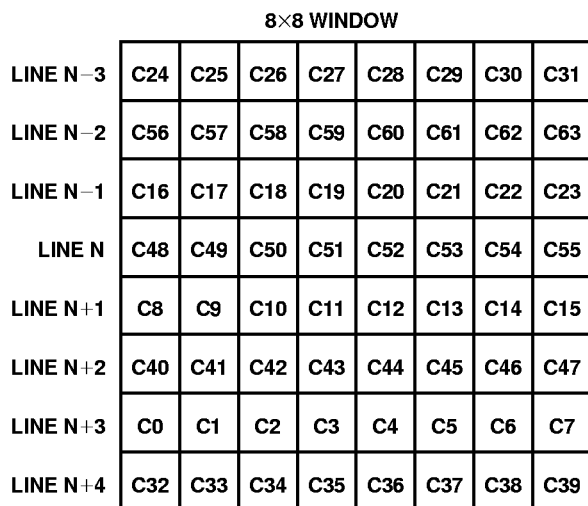 8×8 WINDOW
LINE N−3 C24 C25 C26 C27 C28 C29 C30 C31
LINE N−2 C56 C57 C58 C59 C60 C61 C62 C63
LINE N−1 C16 C17 C18 C19 C20 C21 C22 C23
LINE N C48 C49 C50 C51 C52 C53 C54 C55
LINE N+1 C8 C9 C10 C11 C12 C13 C14 C15
LINE N+2 C40 C41 C42 C43 C44 C45 C46 C47
LINE N+3 C0 C1 C2 C3 C4 C5 C6 C7
LINE N+4 C32 C33 C34 C35 C36 C37 C38 C39